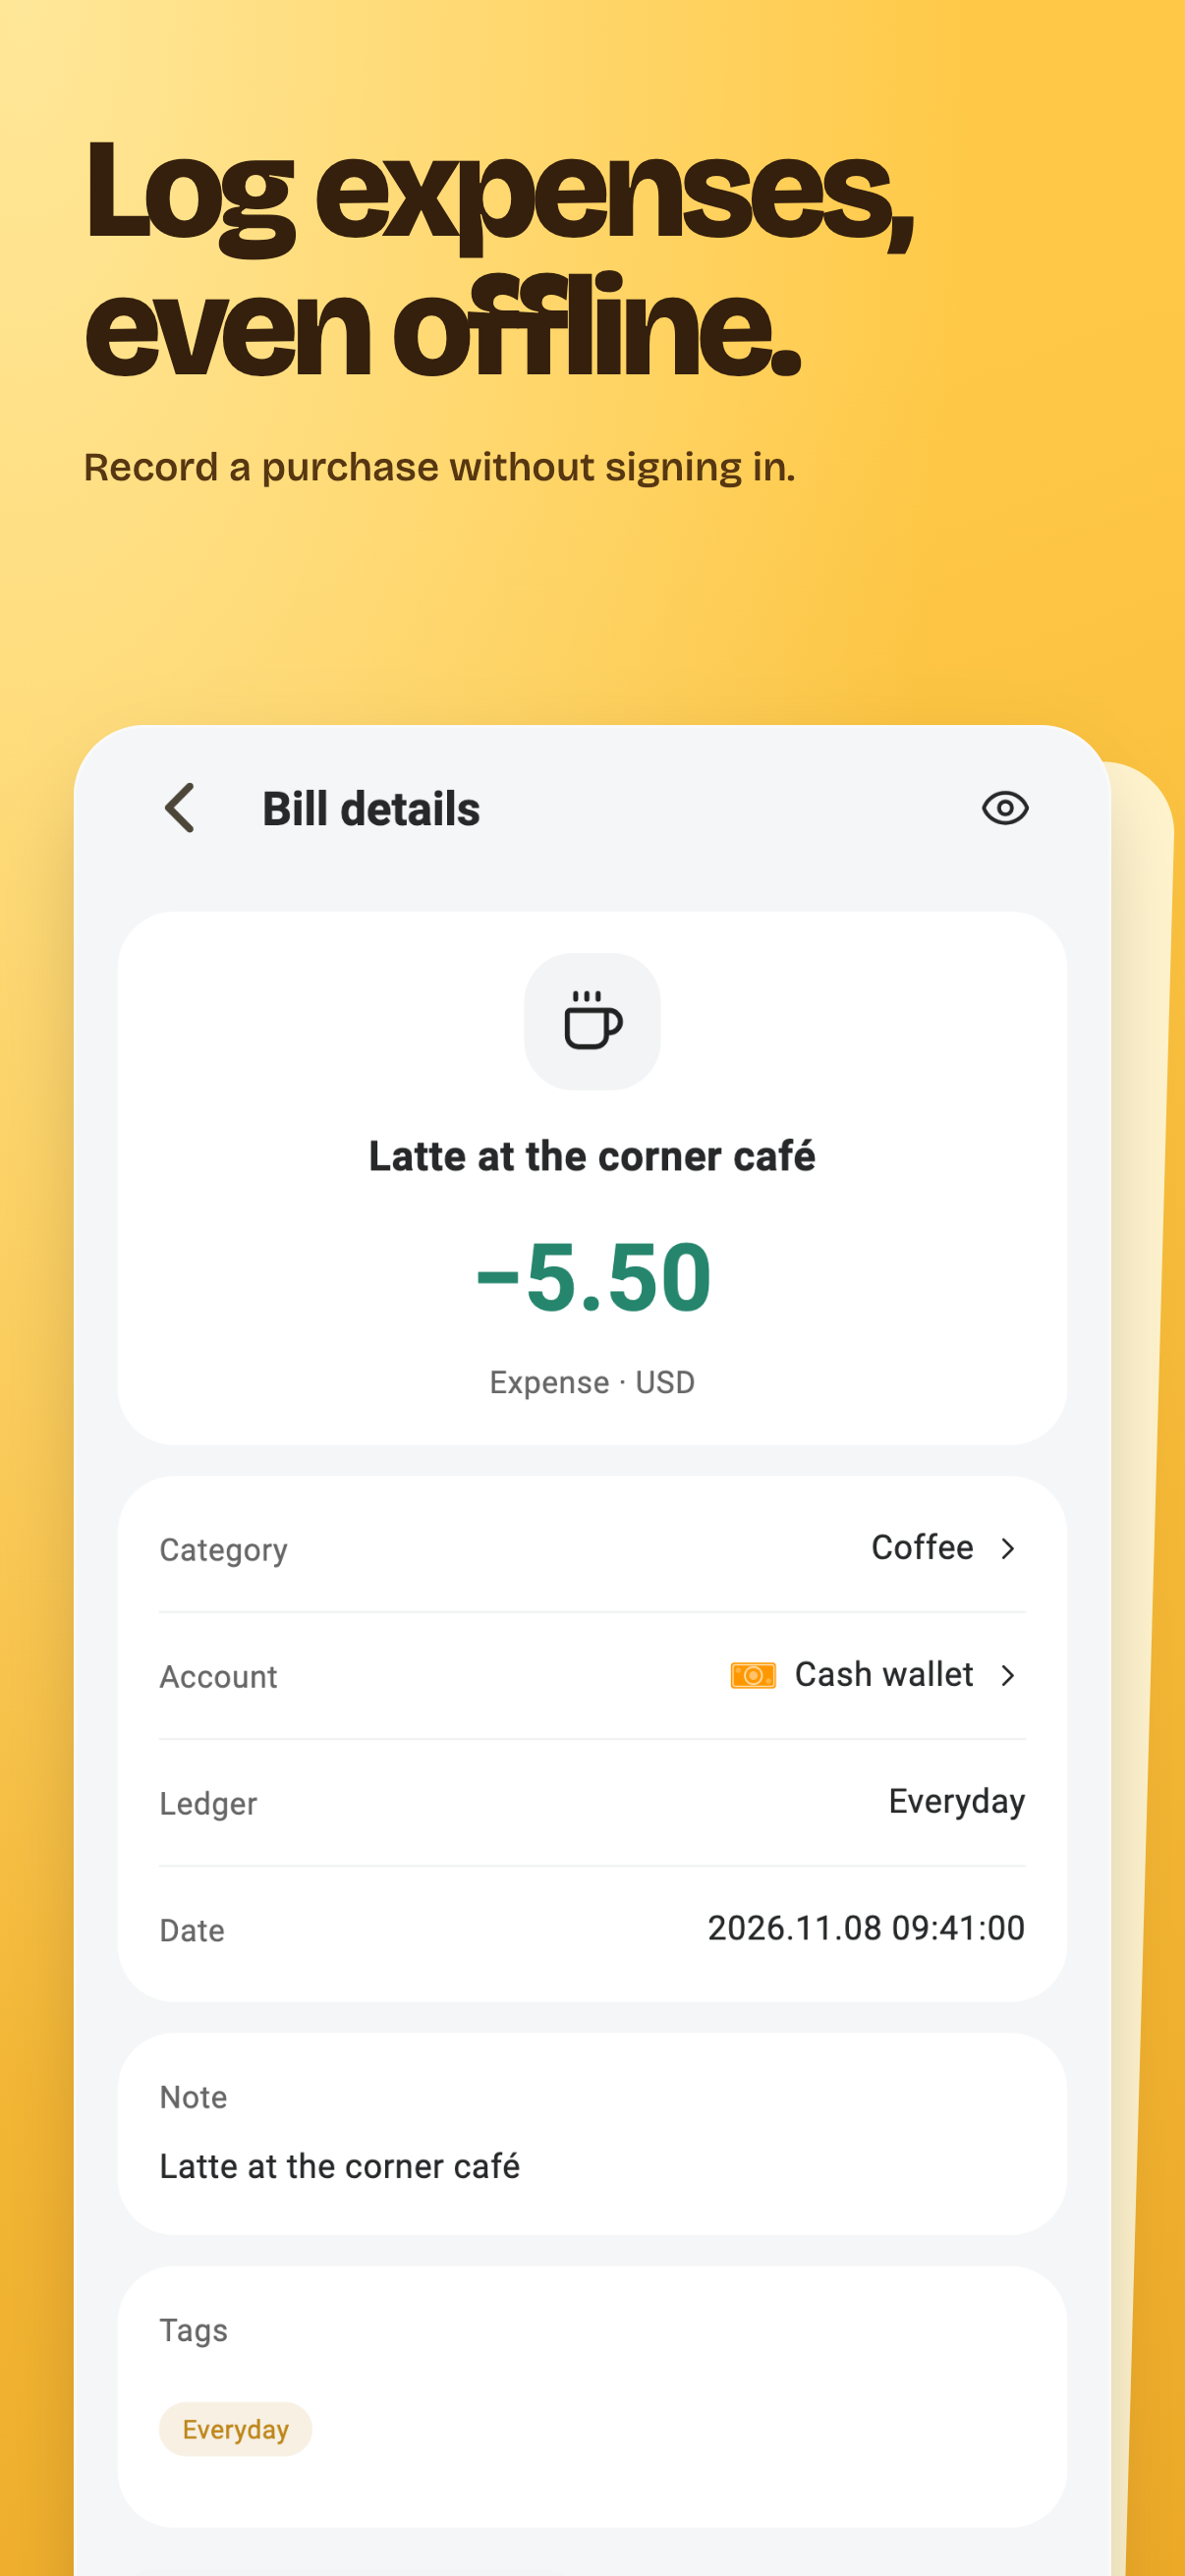 Log expenses,
even offline.
Record a purchase without signing in.
Bill details
Latte at the corner café
−5.50
Expense · USD
Category Coffee
Account Cash wallet
Ledger Everyday
Date 2026.11.08 09:41:00
Note
Latte at the corner café
Tags
Everyday